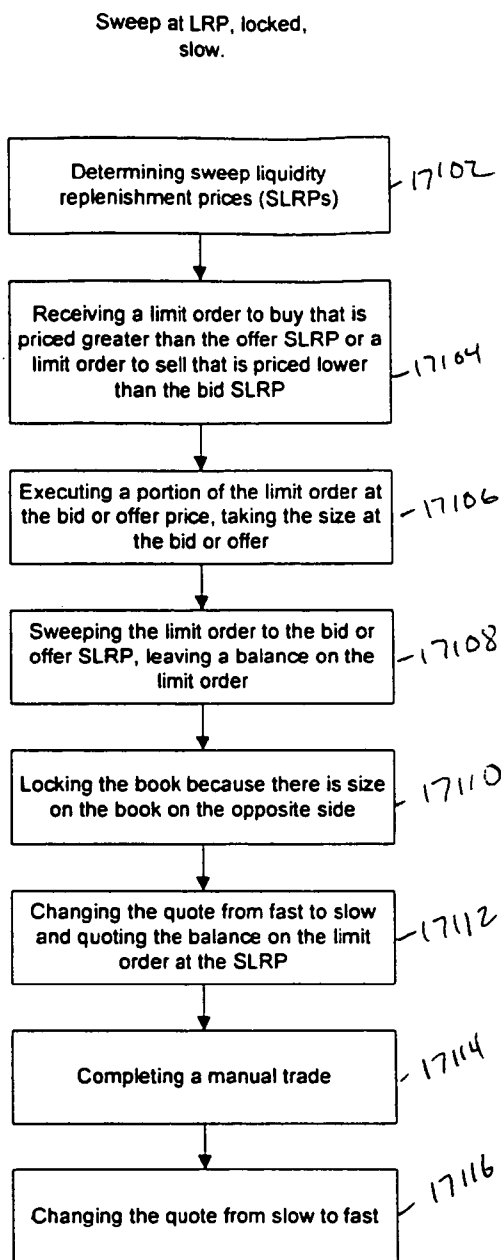 Sweep at LRP, locked,
slow.
Determining sweep liquidity
replenishment prices (SLRPs)
17102
Receiving a limit order to buy that is
priced greater than the offer SLRP or a
limit order to sell that is priced lower
than the bid SLRP
17104
Executing a portion of the limit order at
the bid or offer price, taking the size at
the bid or offer
17106
Sweeping the limit order to the bid or
offer SLRP, leaving a balance on the
limit order
17108
Locking the book because there is size
on the book on the opposite side
17110
Changing the quote from fast to slow
and quoting the balance on the limit
order at the SLRP
17112
Completing a manual trade
17114
Changing the quote from slow to fast
17116